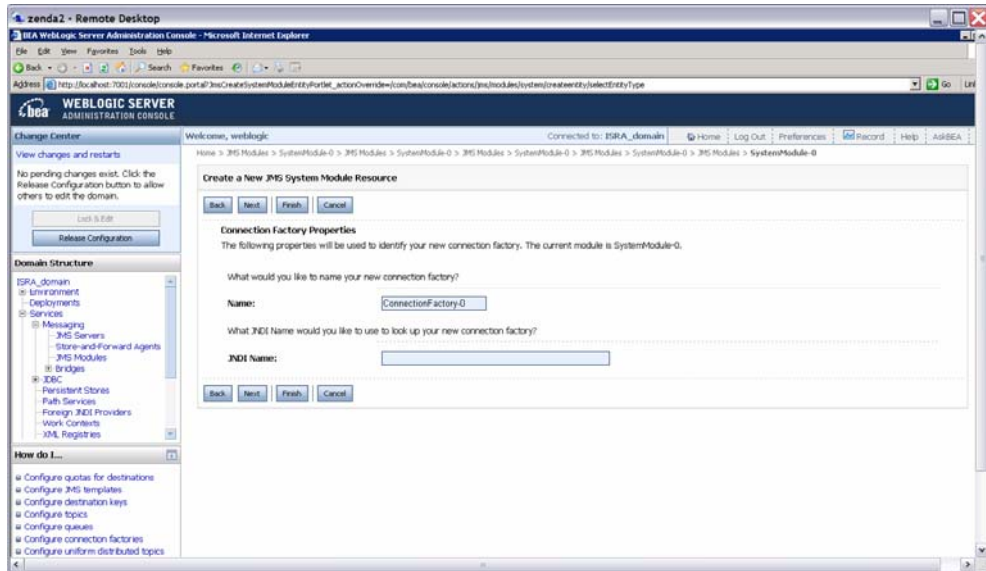 zenda2 - Remote Desktop
BEA WebLogic Server Administration Console - Microsoft Internet Explorer
File Edit View Favorites Tools Help
Back Search Favorites
Address http://localhost:7001/console/console.portal?JmsCreateSystemModuleEntityPortlet_actionOverride=/com/bea/console/actions/jms/modules/system/createentity/selectEntityType Go
bea WEBLOGIC SERVER
ADMINISTRATION CONSOLE
Change Center
Welcome, weblogic Connected to: ISRA_domain Home Log Out Preferences Record Help AskBEA
View changes and restarts
Home > JMS Modules > SystemModule-0 > JMS Modules > SystemModule-0 > JMS Modules > SystemModule-0 > JMS Modules > SystemModule-0 > JMS Modules > SystemModule-0
No pending changes exist. Click the
Release Configuration button to allow
others to edit the domain.
Lock & Edit
Release Configuration
Domain Structure
ISRA_domain
Environment
Deployments
Services
Messaging
JMS Servers
Store-and-Forward Agents
JMS Modules
Bridges
JDBC
Persistent Stores
Path Services
Foreign JNDI Providers
Work Contexts
XML Registries
How do I...
Configure quotas for destinations
Configure JMS templates
Configure destination keys
Configure topics
Configure queues
Configure connection factories
Configure uniform distributed topics
Create a New JMS System Module Resource
Back Next Finish Cancel
Connection Factory Properties
The following properties will be used to identify your new connection factory. The current module is SystemModule-0.
What would you like to name your new connection factory?
Name: ConnectionFactory-0
What JNDI Name would you like to use to look up your new connection factory?
JNDI Name:
Back Next Finish Cancel